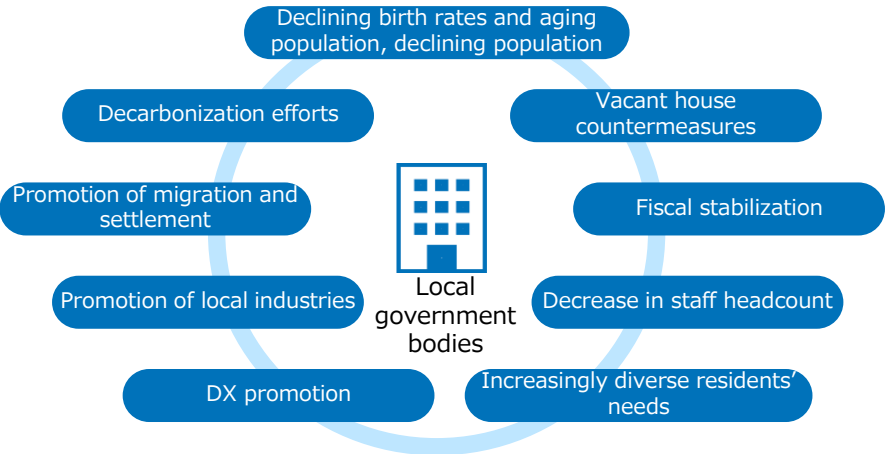 Declining birth rates and aging
population, declining population
Decarbonization efforts
Vacant house
countermeasures
Promotion of migration and
settlement
Fiscal stabilization
Local
government
bodies
Promotion of local industries
Decrease in staff headcount
DX promotion
Increasingly diverse residents’
needs